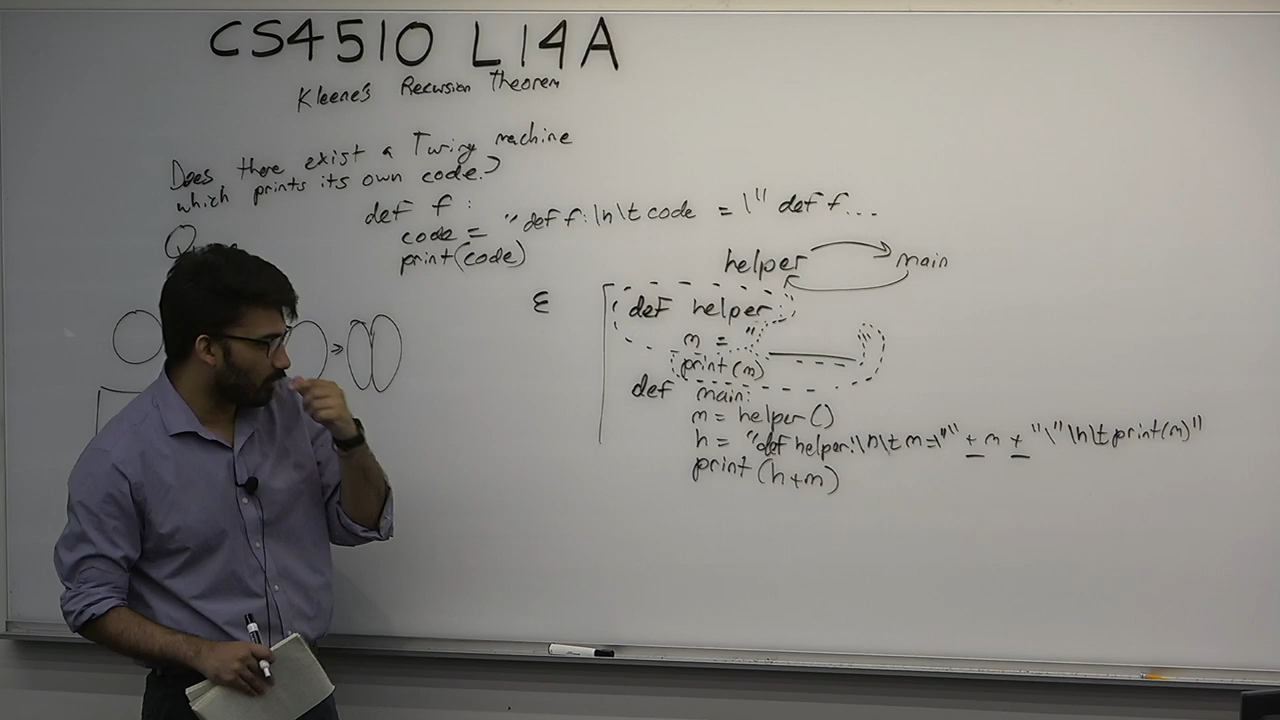 CS4510 L14A
Kleene's Recursion Theorem
Does there exist a Turing machine
which prints its own code?
def f:
code = "def f:\n\t code = \" def f...
print(code)
helper main
ε
def helper
m = "
"
print(m)
def main:
m = helper()
h = "def helper:\n\t m=\"" + m + "\"\n\t print(m)"
print(h+m)